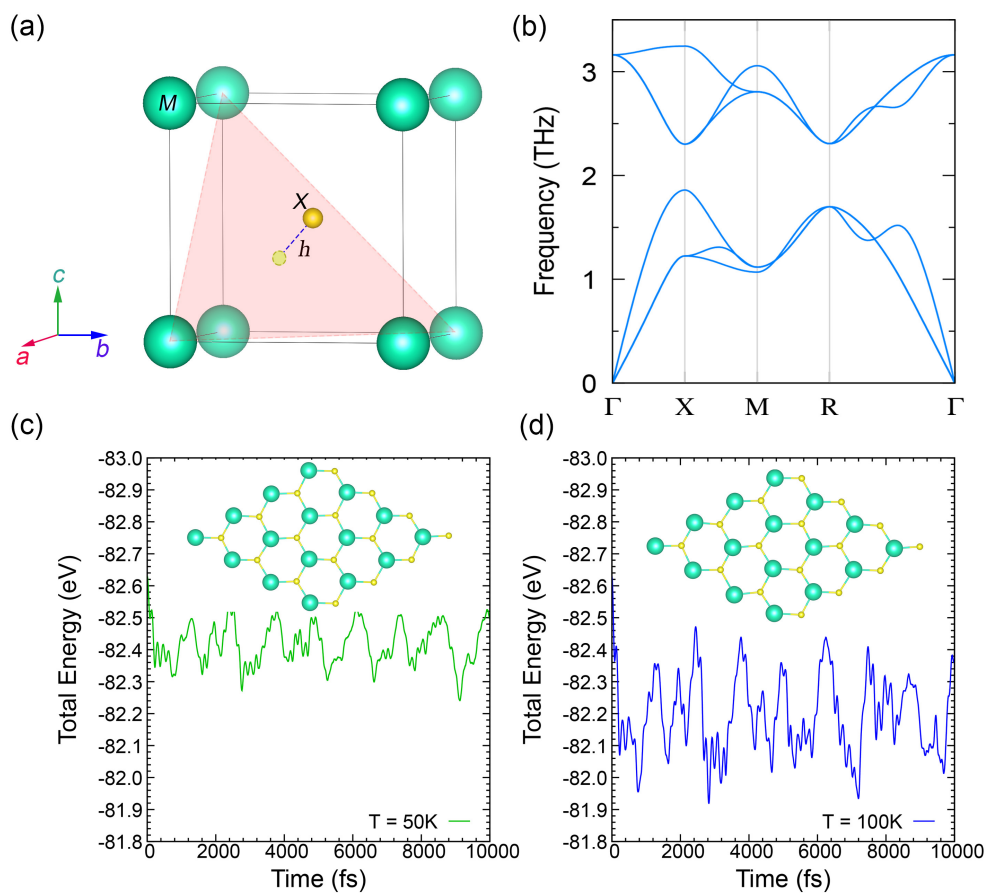 (a)
M
X
h
c
a
b
(b)
Frequency (THz)
3
2
1
0
Γ X M R Γ
(c)
Total Energy (eV)
-83.0
-82.9
-82.8
-82.7
-82.6
-82.5
-82.4
-82.3
-82.2
-82.1
-82.0
-81.9
-81.8
T = 50K
0 2000 4000 6000 8000 10000
Time (fs)
(d)
Total Energy (eV)
-83.0
-82.9
-82.8
-82.7
-82.6
-82.5
-82.4
-82.3
-82.2
-82.1
-82.0
-81.9
-81.8
T = 100K
0 2000 4000 6000 8000 10000
Time (fs)